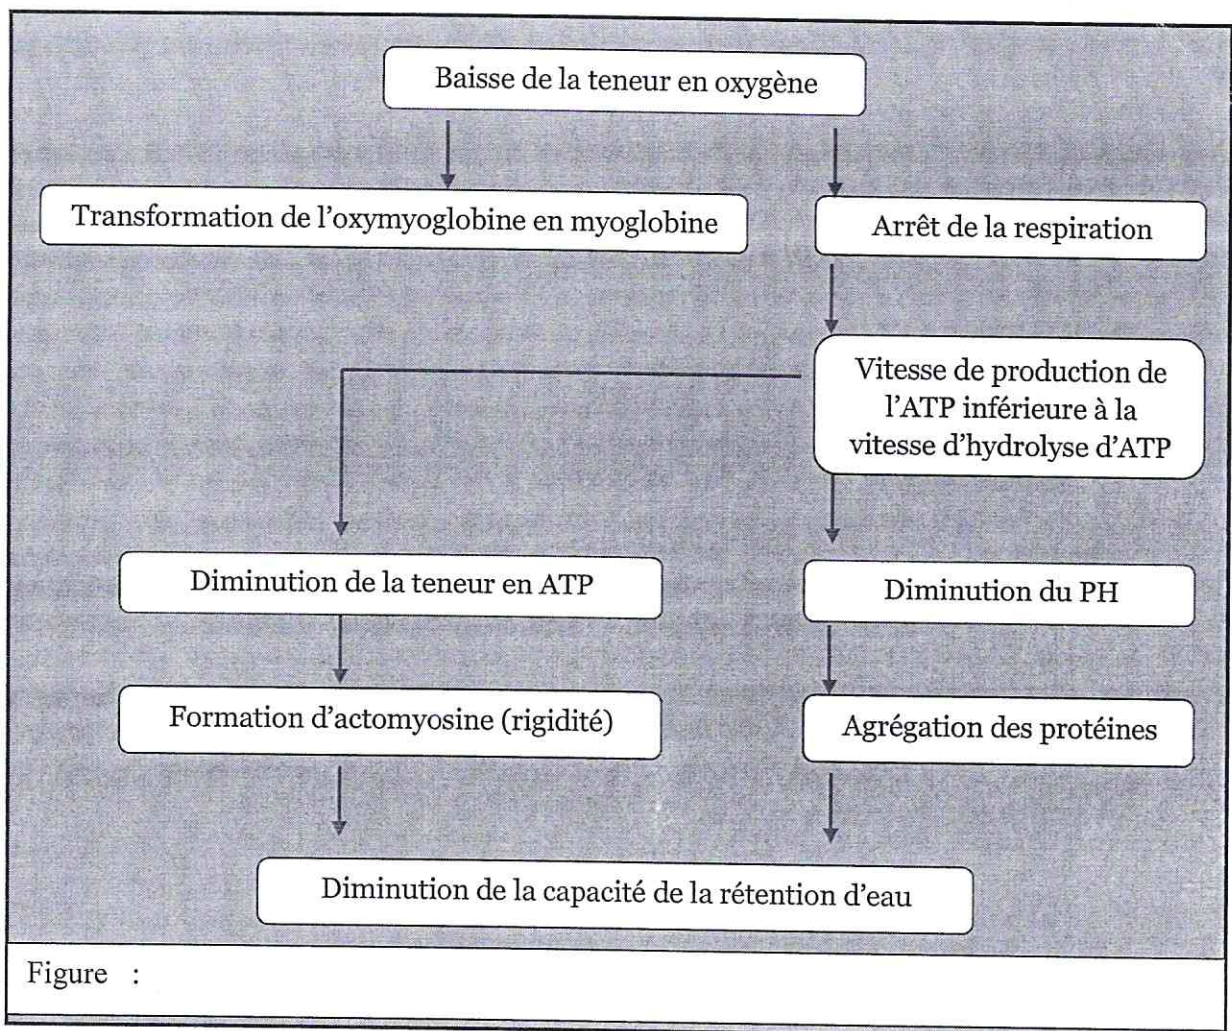 Baisse de la teneur en oxygène
Transformation de l'oxymyoglobine en myoglobine
Arrêt de la respiration
Vitesse de production de
l'ATP inférieure à la
vitesse d'hydrolyse d'ATP
Diminution de la teneur en ATP
Diminution du PH
Formation d'actomyosine (rigidité)
Agrégation des protéines
Diminution de la capacité de la rétention d'eau
Figure :